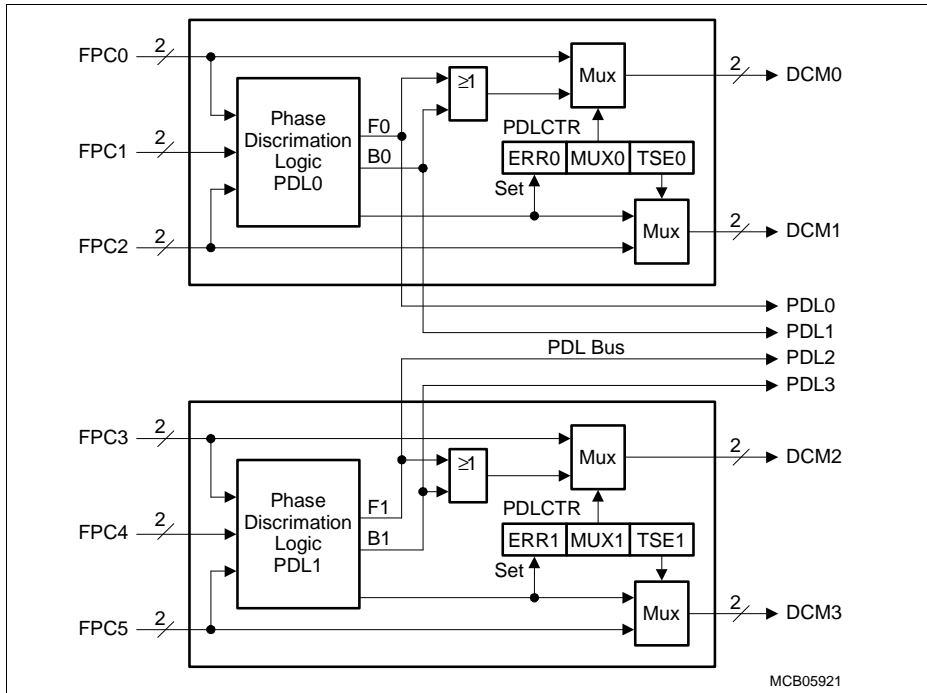 FPC0
2
FPC1
2
FPC2
2
Phase
Discrimation
Logic
PDL0
F0
B0
≥1
Mux
PDLCTR
ERR0 MUX0 TSE0
Set
Mux
2
DCM0
2
DCM1
PDL0
PDL1
PDL Bus
PDL2
PDL3
FPC3
2
FPC4
2
FPC5
2
Phase
Discrimation
Logic
PDL1
F1
B1
≥1
Mux
PDLCTR
ERR1 MUX1 TSE1
Set
Mux
2
DCM2
2
DCM3
MCB05921